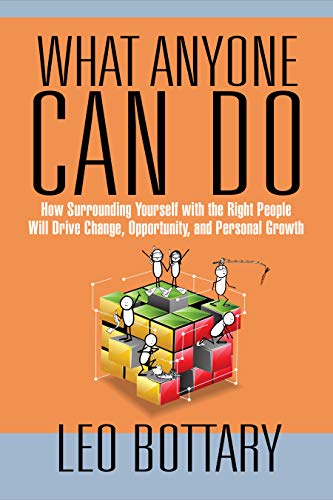 WHAT ANYONE
CAN DO
How Surrounding Yourself with the Right People
Will Drive Change, Opportunity, and Personal Growth
LEO BOTTARY